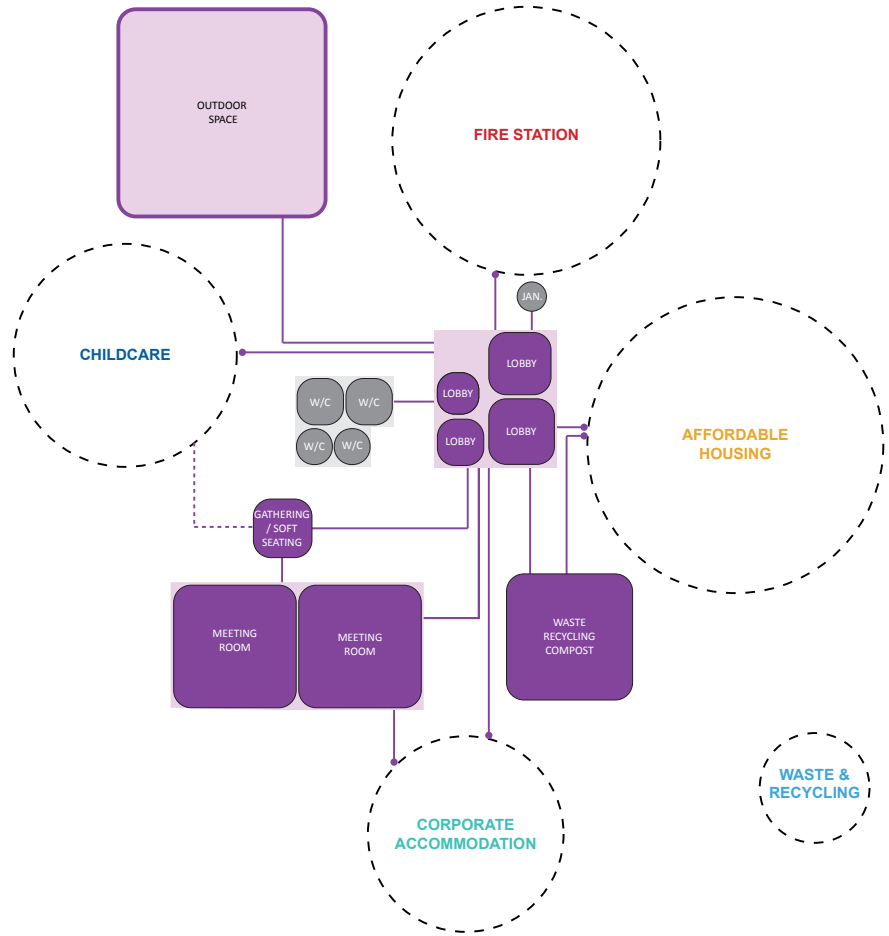 OUTDOOR
SPACE
FIRE STATION
JAN.
CHILDCARE
LOBBY
LOBBY
W/C
W/C
LOBBY
LOBBY
W/C
W/C
AFFORDABLE
HOUSING
GATHERING
/ SOFT
SEATING
MEETING
ROOM
MEETING
ROOM
WASTE
RECYCLING
COMPOST
WASTE &
RECYCLING
CORPORATE
ACCOMMODATION